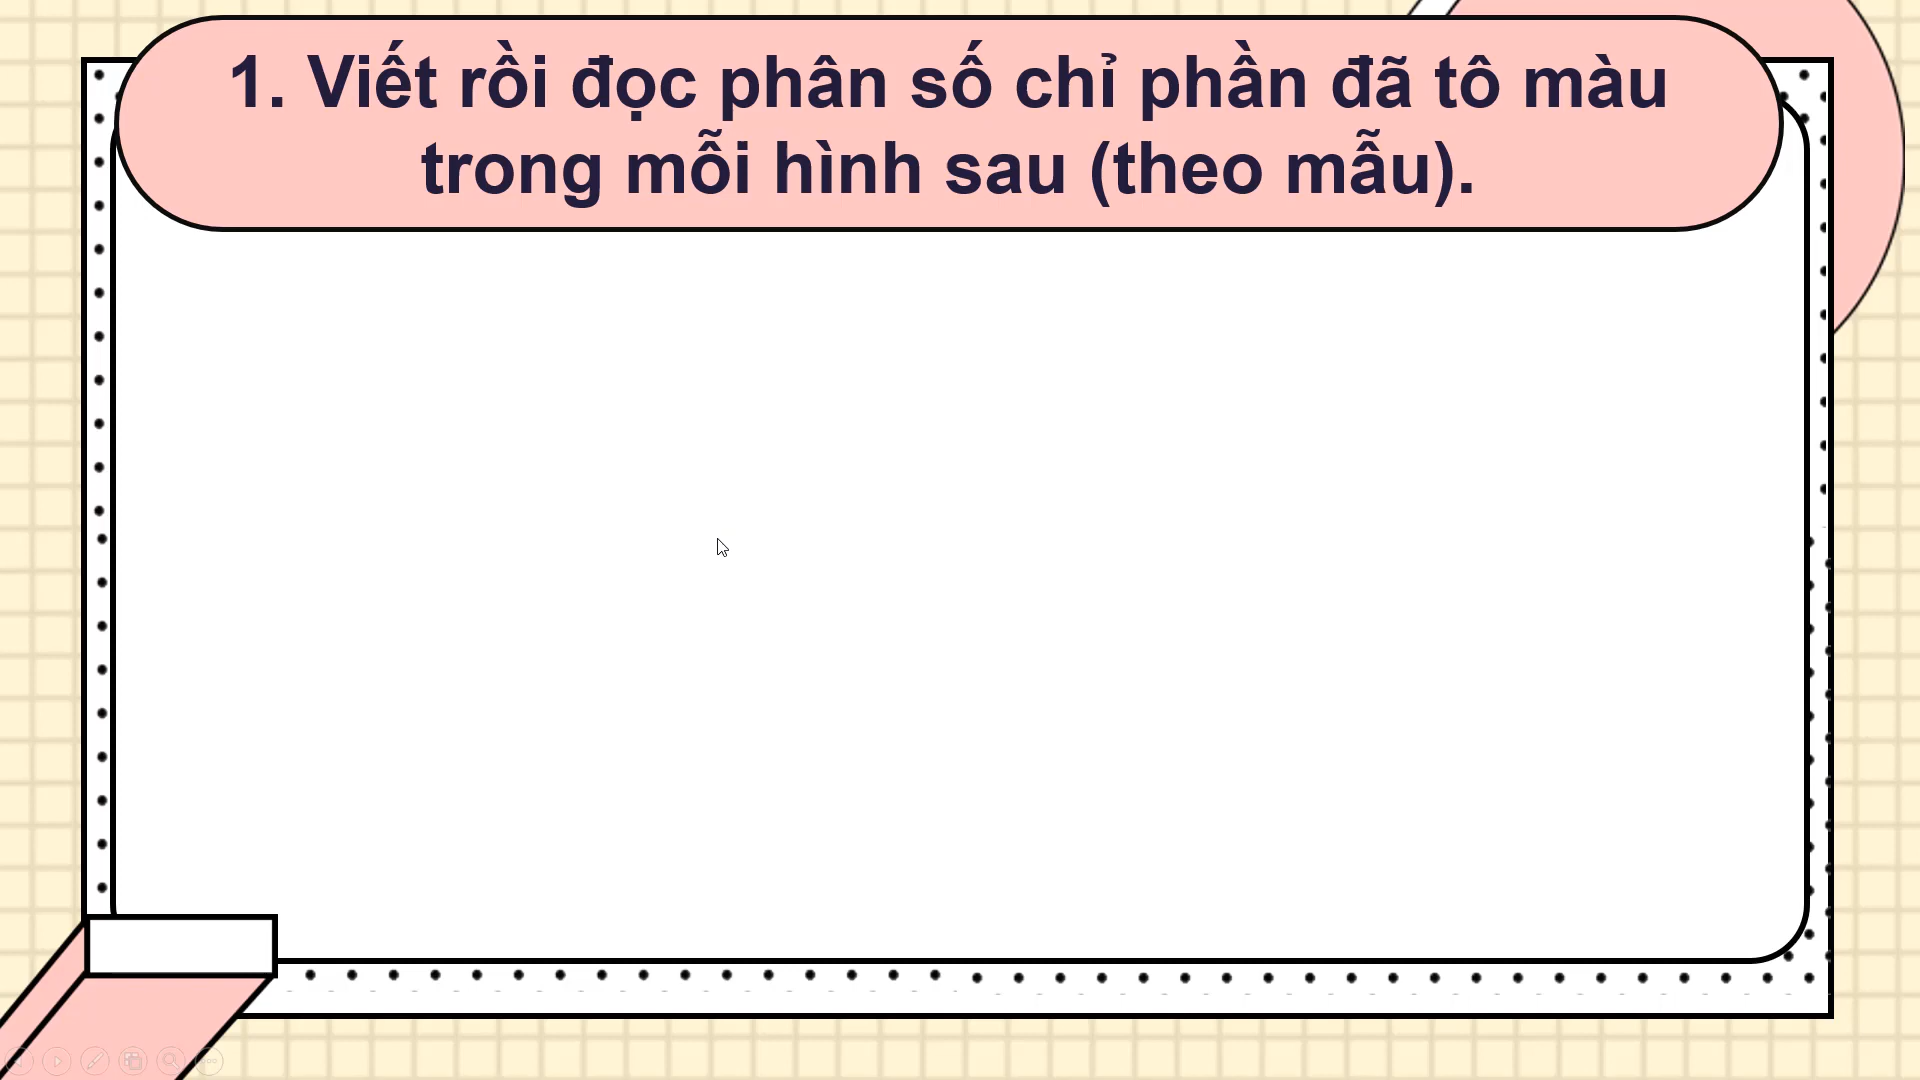 1. Viết rồi đọc phân số chỉ phần đã tô màu
trong mỗi hình sau (theo mẫu).